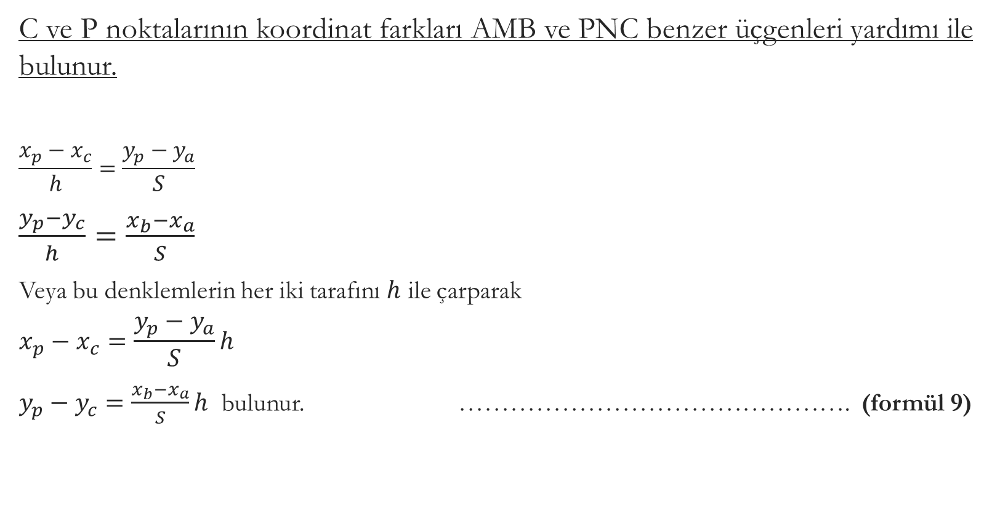 C ve P noktalarının koordinat farkları AMB ve PNC benzer üçgenleri yardımı ile
bulunur.
\frac{x_p - x_c}{h} = \frac{y_p - y_a}{S}
\frac{y_p - y_c}{h} = \frac{x_b - x_a}{S}
Veya bu denklemlerin her iki tarafını h ile çarparak
x_p - x_c = \frac{y_p - y_a}{S} h
y_p - y_c = \frac{x_b - x_a}{S} h bulunur. ………………………………………. (formül 9)